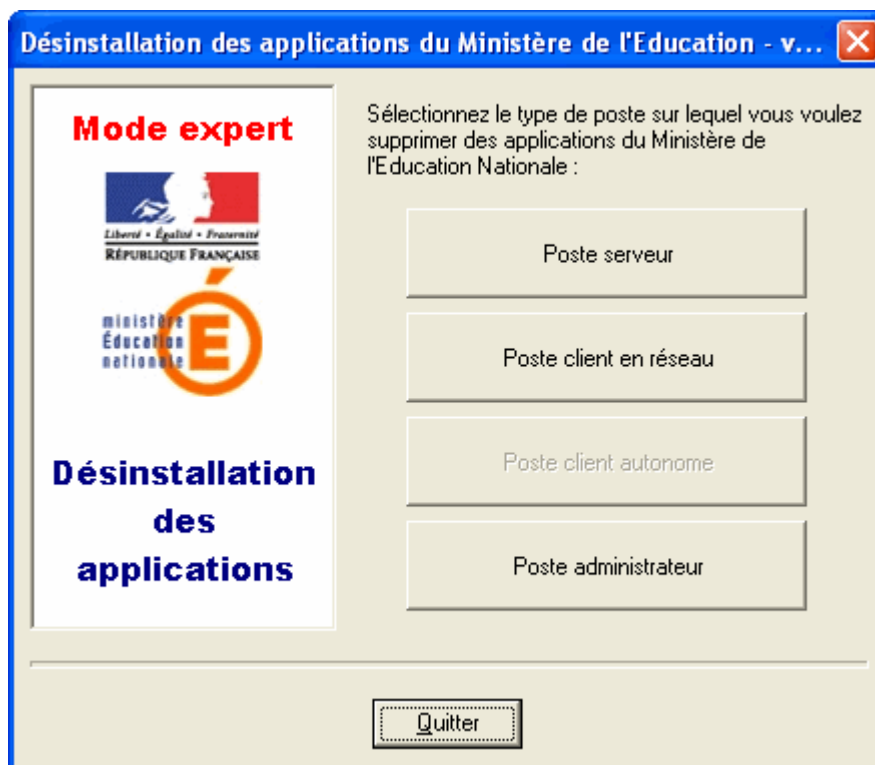 Désinstallation des applications du Ministère de l'Education - v...
Mode expert
Liberté • Égalité • Fraternité
RÉPUBLIQUE FRANÇAISE
ministère
Éducation
nationale
É
Désinstallation
des
applications
Sélectionnez le type de poste sur lequel vous voulez
supprimer des applications du Ministère de
l'Education Nationale :
Poste serveur
Poste client en réseau
Poste client autonome
Poste administrateur
Quitter